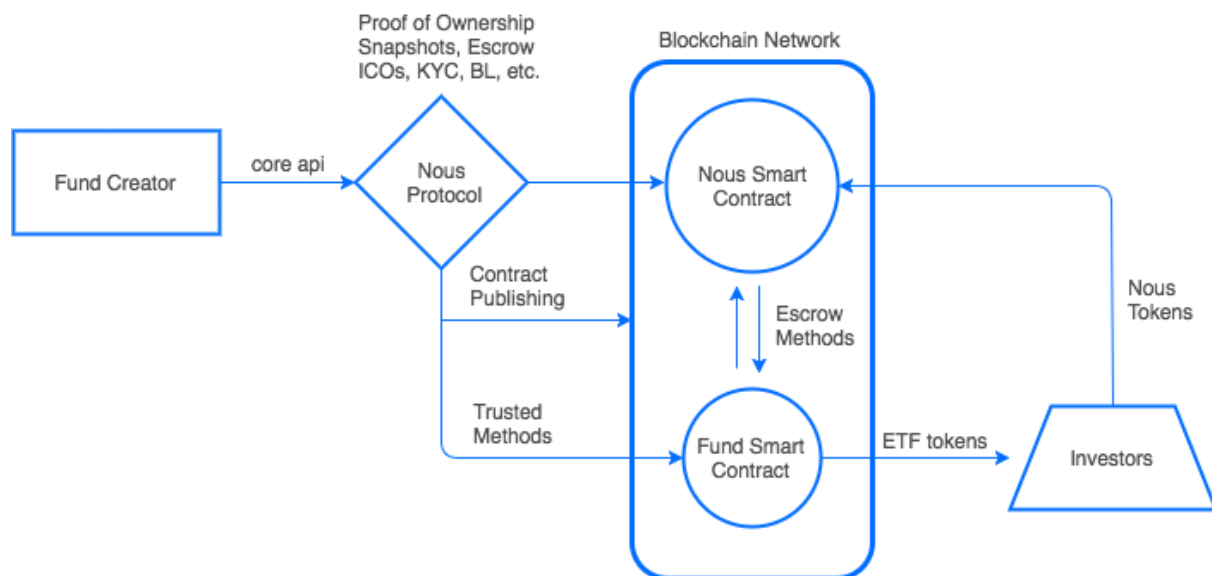 Proof of Ownership
Snapshots, Escrow
ICOs, KYC, BL, etc.
Blockchain Network
Fund Creator
core api
Nous
Protocol
Nous Smart
Contract
Contract
Publishing
Escrow
Methods
Nous
Tokens
Trusted
Methods
Fund Smart
Contract
ETF tokens
Investors